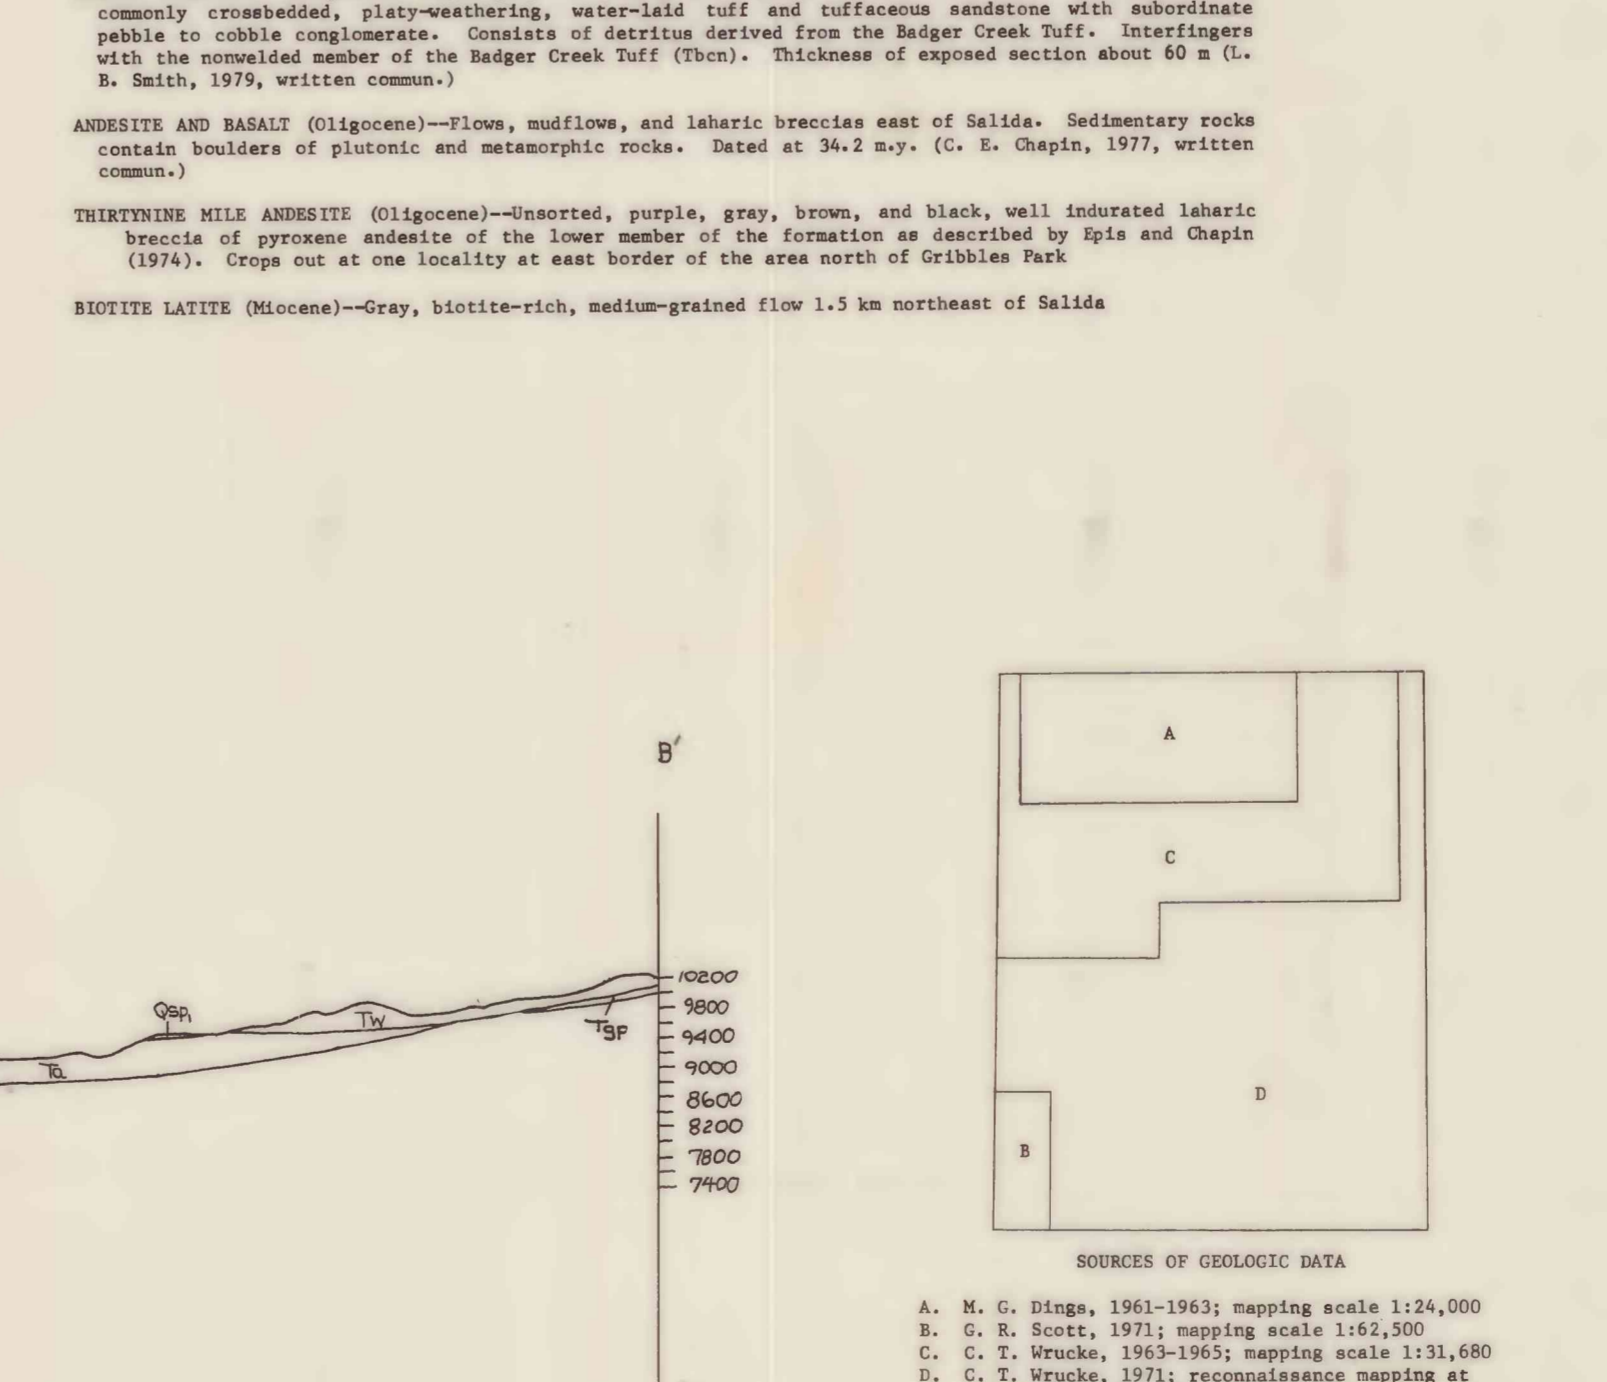 commonly crossbedded, platy-weathering, water-laid tuff and tuffaceous sandstone with subordinate
pebble to cobble conglomerate. Consists of detritus derived from the Badger Creek Tuff. Interfingers
with the nonwelded member of the Badger Creek Tuff (Tbcn). Thickness of exposed section about 60 m (L.
B. Smith, 1979, written commun.)
ANDESITE AND BASALT (Oligocene)--Flows, mudflows, and laharic breccias east of Salida. Sedimentary rocks
contain boulders of plutonic and metamorphic rocks. Dated at 34.2 m.y. (C. E. Chapin, 1977, written
commun.)
THIRTYNINE MILE ANDESITE (Oligocene)--Unsorted, purple, gray, brown, and black, well indurated laharic
breccia of pyroxene andesite of the lower member of the formation as described by Epis and Chapin
(1974). Crops out at one locality at east border of the area north of Gribbles Park
BIOTITE LATITE (Miocene)--Gray, biotite-rich, medium-grained flow 1.5 km northeast of Salida
B'
10200
9800
9400
9000
8600
8200
7800
7400
Qsp1
Tw
Tgp
Ta
A
C
D
B
SOURCES OF GEOLOGIC DATA
A. M. G. Dings, 1961-1963; mapping scale 1:24,000
B. G. R. Scott, 1971; mapping scale 1:62,500
C. C. T. Wrucke, 1963-1965; mapping scale 1:31,680
D. C. T. Wrucke, 1971; reconnaissance mapping at